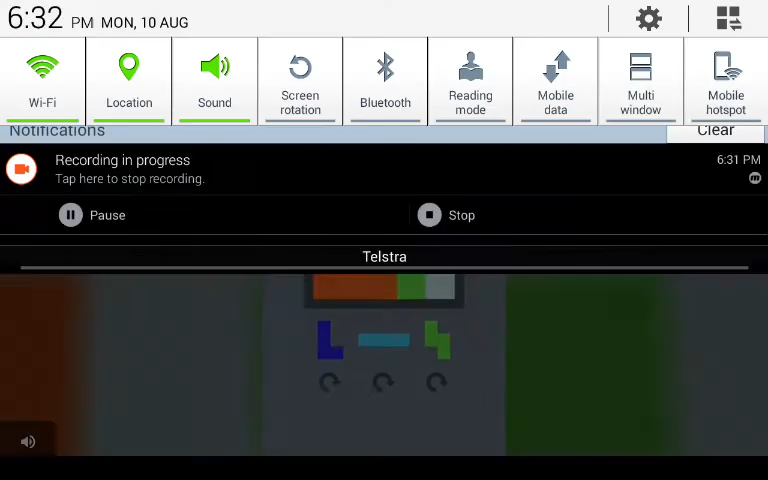 6:32 PM MON, 10 AUG
Wi-Fi
Location
Sound
Screen
rotation
Bluetooth
Reading
mode
Mobile
data
Multi
window
Mobile
hotspot
Notifications
Clear
Recording in progress
6:31 PM
Tap here to stop recording.
Pause
Stop
Telstra